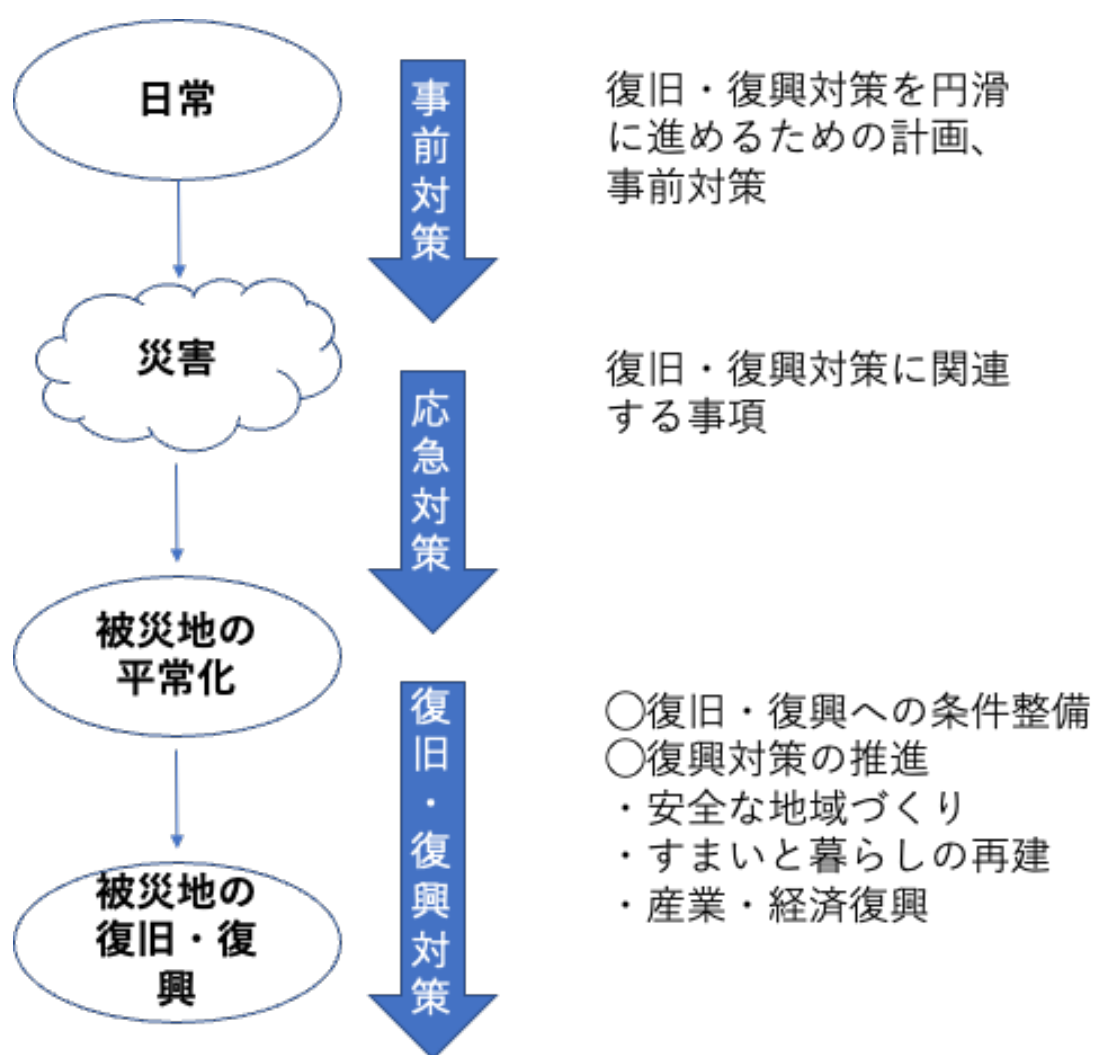 日常
事前対策
復旧・復興対策を円滑
に進めるための計画、
事前対策
災害
応急対策
復旧・復興対策に関連
する事項
被災地の
平常化
復旧・復興対策
〇復旧・復興への条件整備
〇復興対策の推進
・安全な地域づくり
・すまいと暮らしの再建
・産業・経済復興
被災地の
復旧・復
興